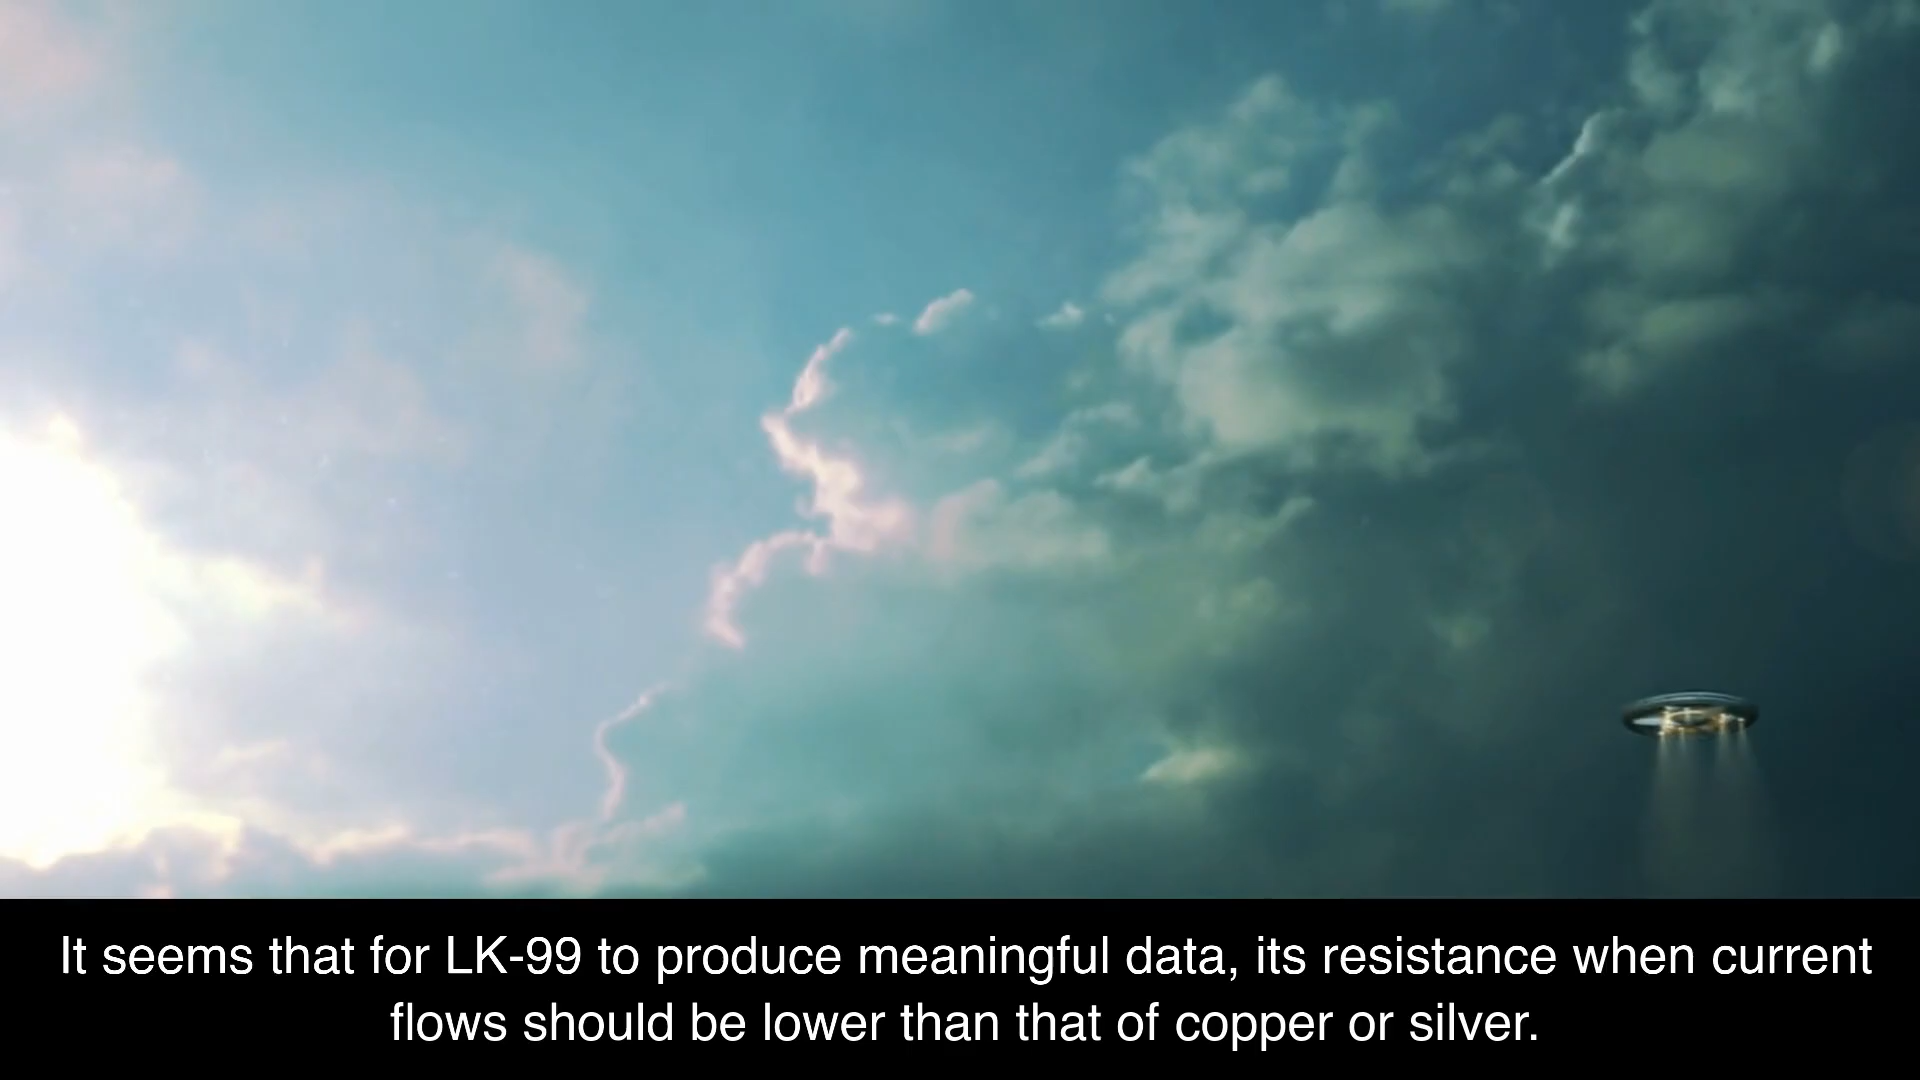 It seems that for LK-99 to produce meaningful data, its resistance when current
flows should be lower than that of copper or silver.